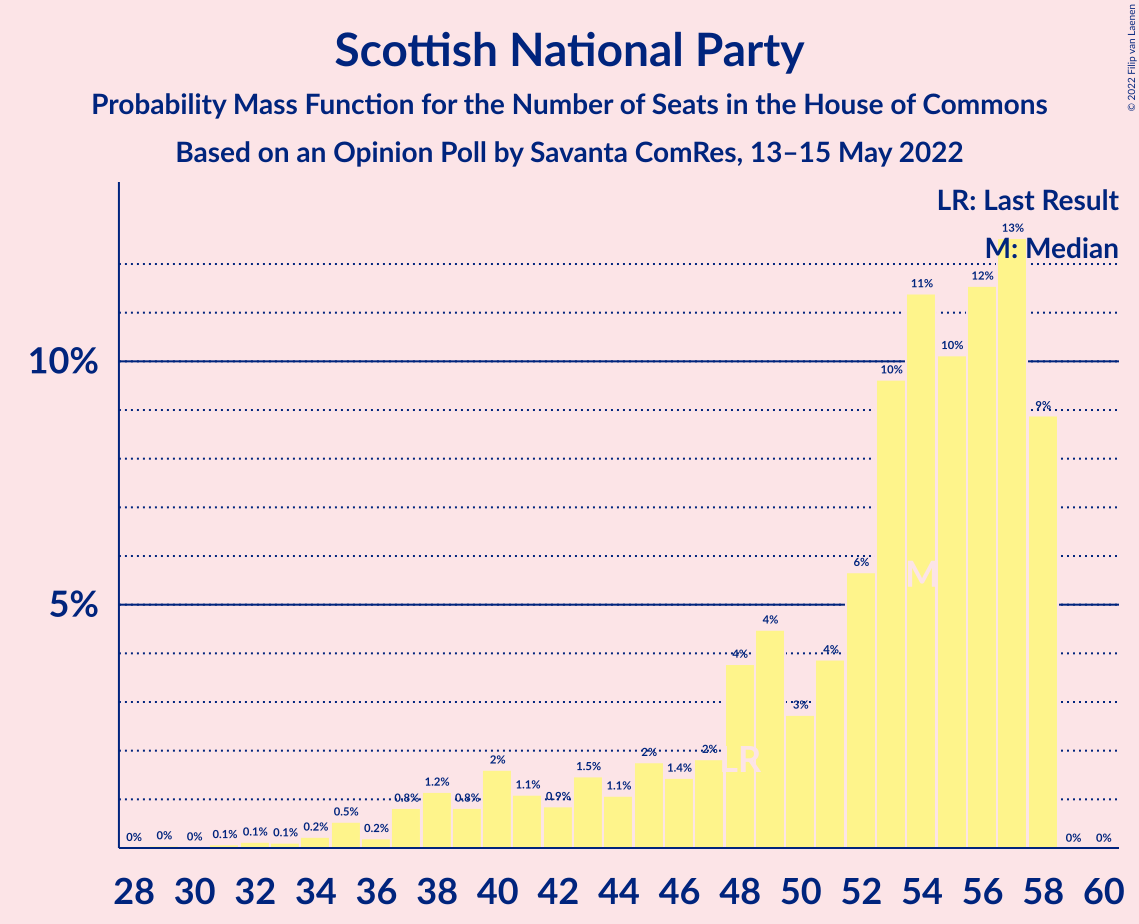 Scottish National Party
Probability Mass Function for the Number of Seats in the House of Commons
Based on an Opinion Poll by Savanta ComRes, 13–15 May 2022
© 2022 Filip van Laenen
LR: Last Result
M: Median
10%
5%
0% 0% 0% 0.1% 0.1% 0.1% 0.2% 0.5% 0.2% 0.8% 1.2% 0.8% 2% 1.1% 0.9% 1.5% 1.1% 2% 1.4% 2% 4% 4% 3% 4% 6% 10% 11% 10% 12% 13% 9% 0% 0%
M
LR
28 30 32 34 36 38 40 42 44 46 48 50 52 54 56 58 60